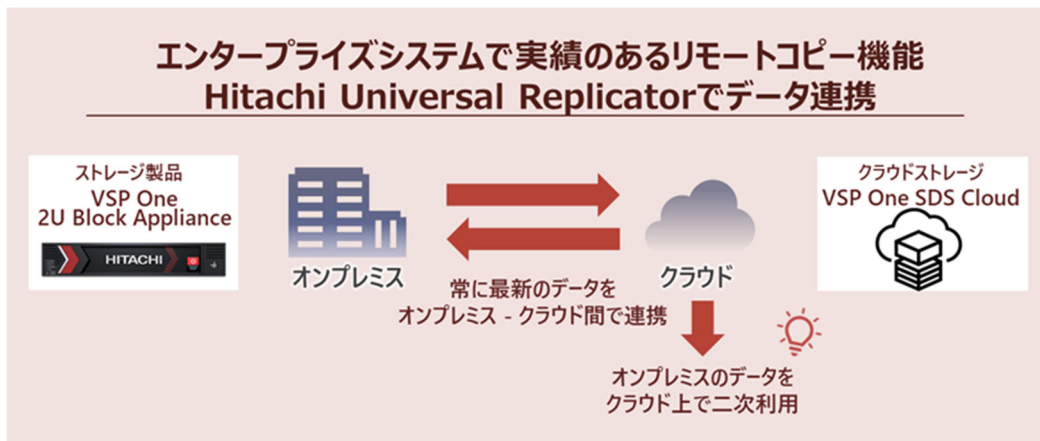 エンタープライズシステムで実績のあるリモートコピー機能
Hitachi Universal Replicatorでデータ連携
ストレージ製品
VSP One
2U Block Appliance
HITACHI
オンプレミス
常に最新のデータを
オンプレミス - クラウド間で連携
クラウド
クラウドストレージ
VSP One SDS Cloud
オンプレミスのデータを
クラウド上で二次利用